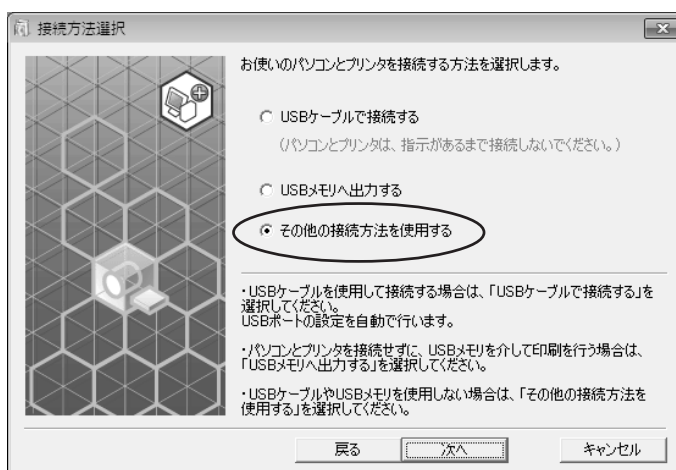 接続方法選択
お使いのパソコンとプリンタを接続する方法を選択します。
USBケーブルで接続する
(パソコンとプリンタは、指示があるまで接続しないでください。)
USBメモリへ出力する
その他の接続方法を使用する
・USBケーブルを使用して接続する場合は、「USBケーブルで接続する」を
選択してください。
USBポートの設定を自動で行います。
・パソコンとプリンタを接続せずに、USBメモリを介して印刷を行う場合は、
「USBメモリへ出力する」を選択してください。
・USBケーブルやUSBメモリを使用しない場合は、「その他の接続方法を
使用する」を選択してください。
戻る
次へ
キャンセル